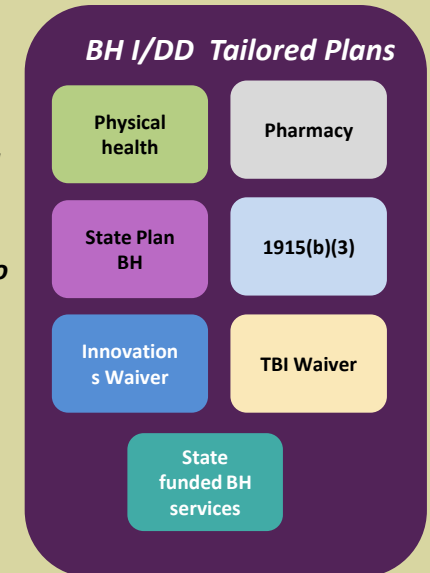 BH I/DD Tailored Plans
Physical
health
Pharmacy
State Plan
BH
1915(b)(3)
Innovation
s Waiver
TBI Waiver
State
funded BH
services